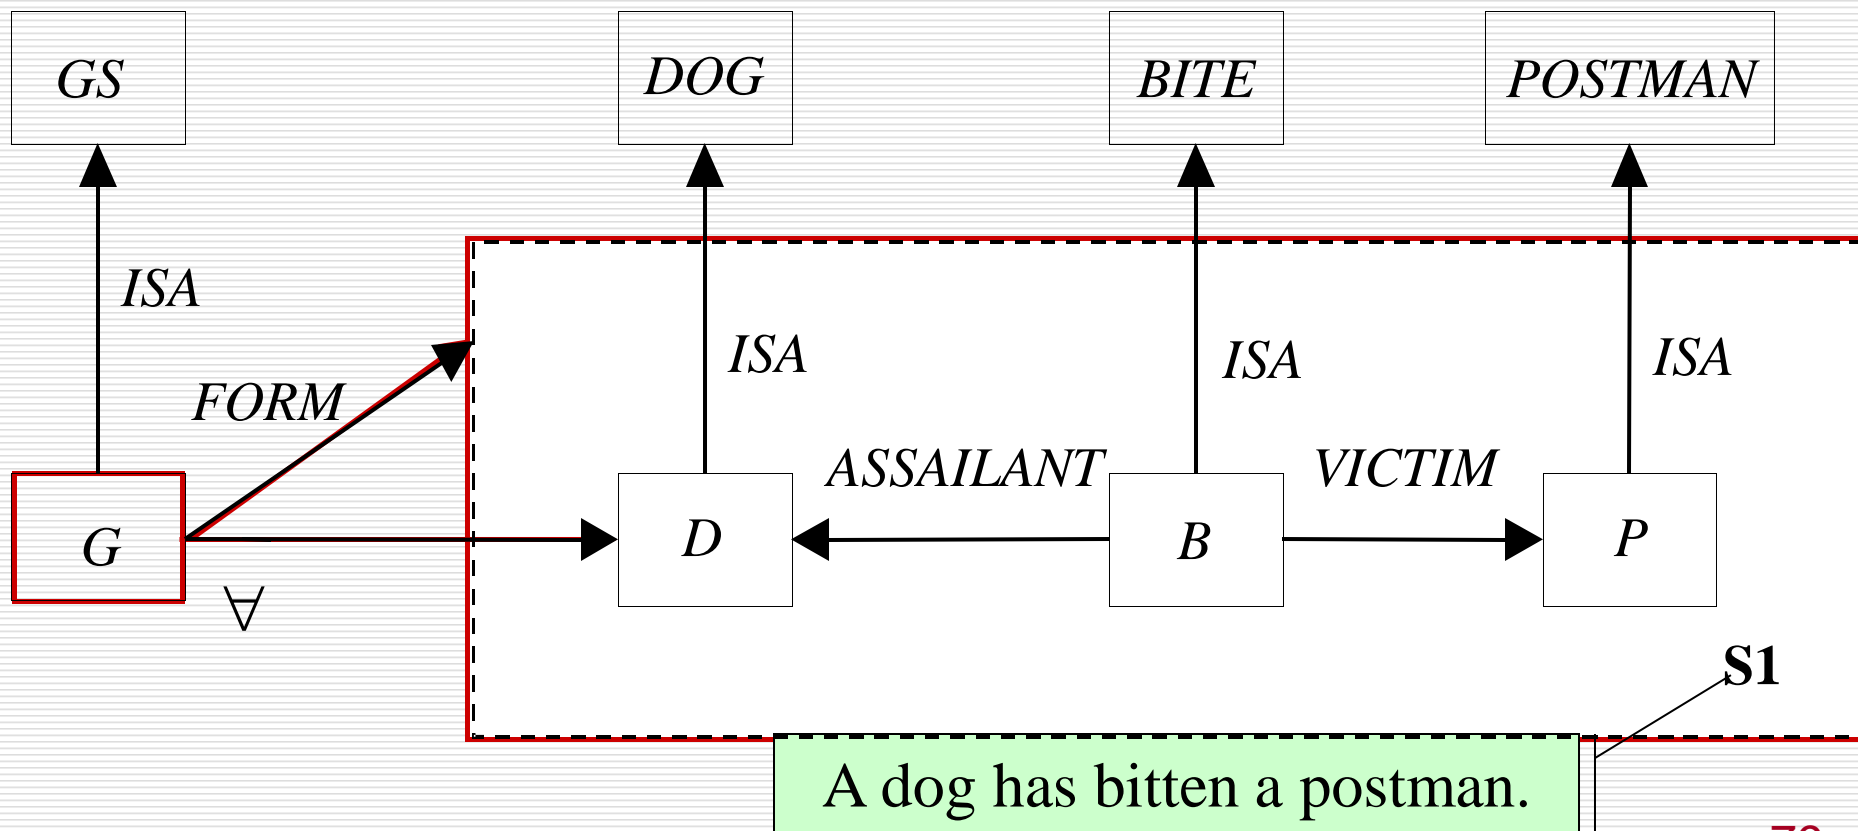 GS
DOG
BITE
POSTMAN
ISA
ISA
ISA
ISA
FORM
ASSAILANT
VICTIM
G
D
B
P
∀
S1
A dog has bitten a postman.